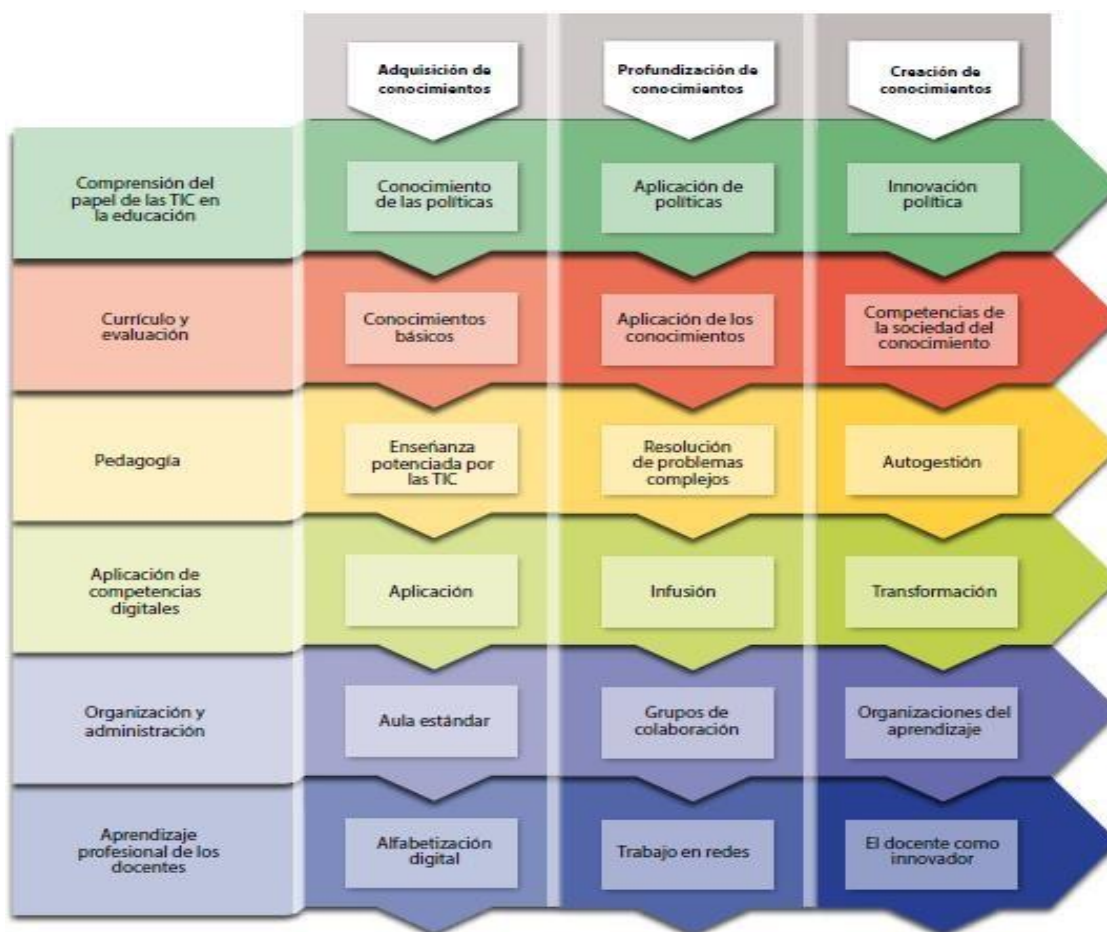 Adquisición de
conocimientos
Profundización de
conocimientos
Creación de
conocimientos
Comprensión del
papel de las TIC en
la educación
Conocimiento
de las políticas
Aplicación de
políticas
Innovación
política
Currículo y
evaluación
Conocimientos
básicos
Aplicación de los
conocimientos
Competencias de
la sociedad del
conocimiento
Pedagogía
Enseñanza
potenciada por
las TIC
Resolución
de problemas
complejos
Autogestión
Aplicación de
competencias
digitales
Aplicación
Infusión
Transformación
Organización y
administración
Aula estándar
Grupos de
colaboración
Organizaciones del
aprendizaje
Aprendizaje
profesional de los
docentes
Alfabetización
digital
Trabajo en redes
El docente como
innovador